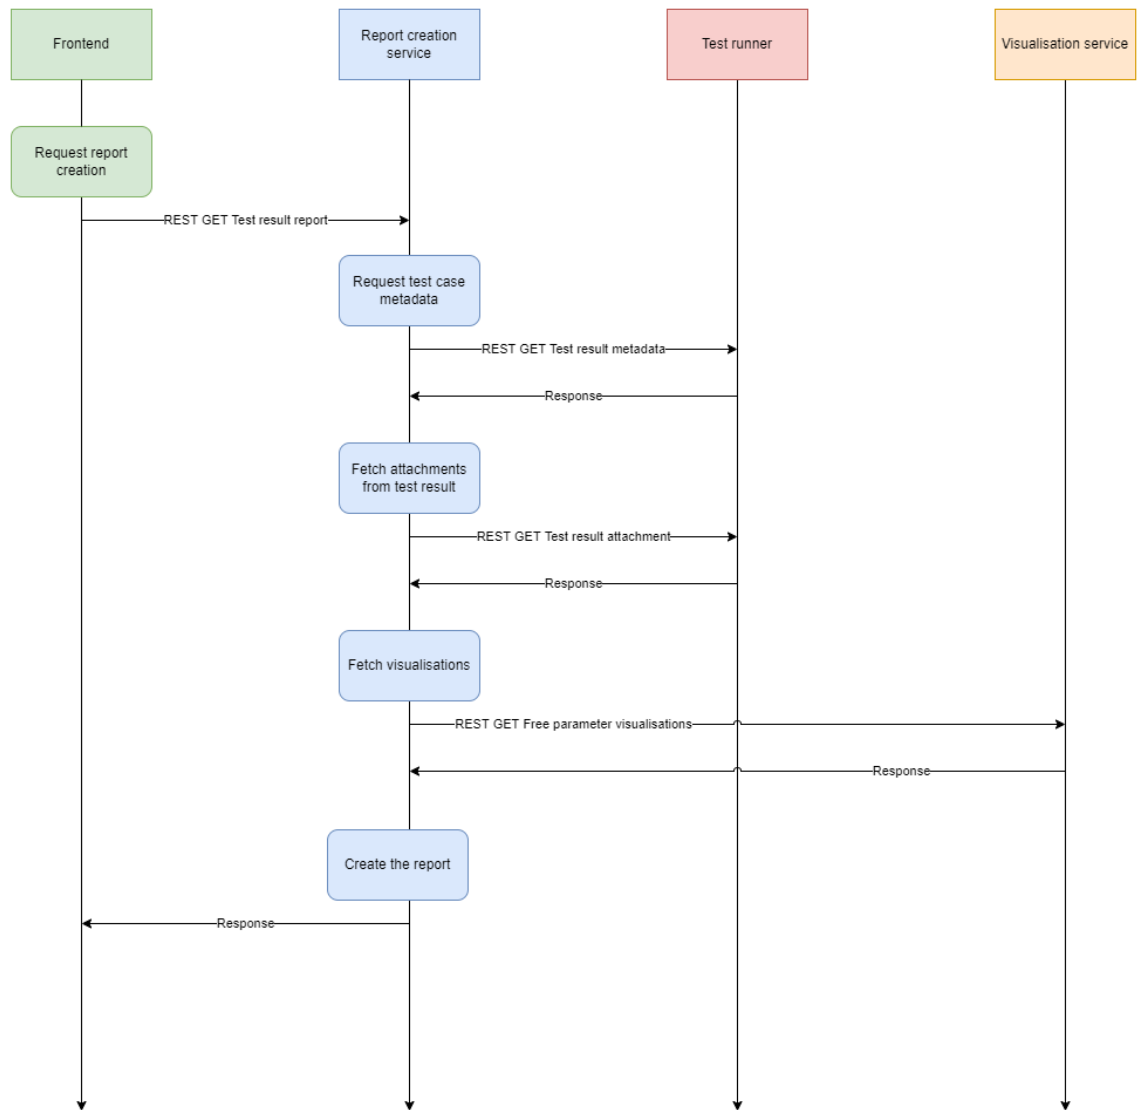 Frontend
Report creation
service
Test runner
Visualisation service
Request report
creation
REST GET Test result report
Request test case
metadata
REST GET Test result metadata
Response
Fetch attachments
from test result
REST GET Test result attachment
Response
Fetch visualisations
REST GET Free parameter visualisations
Response
Create the report
Response